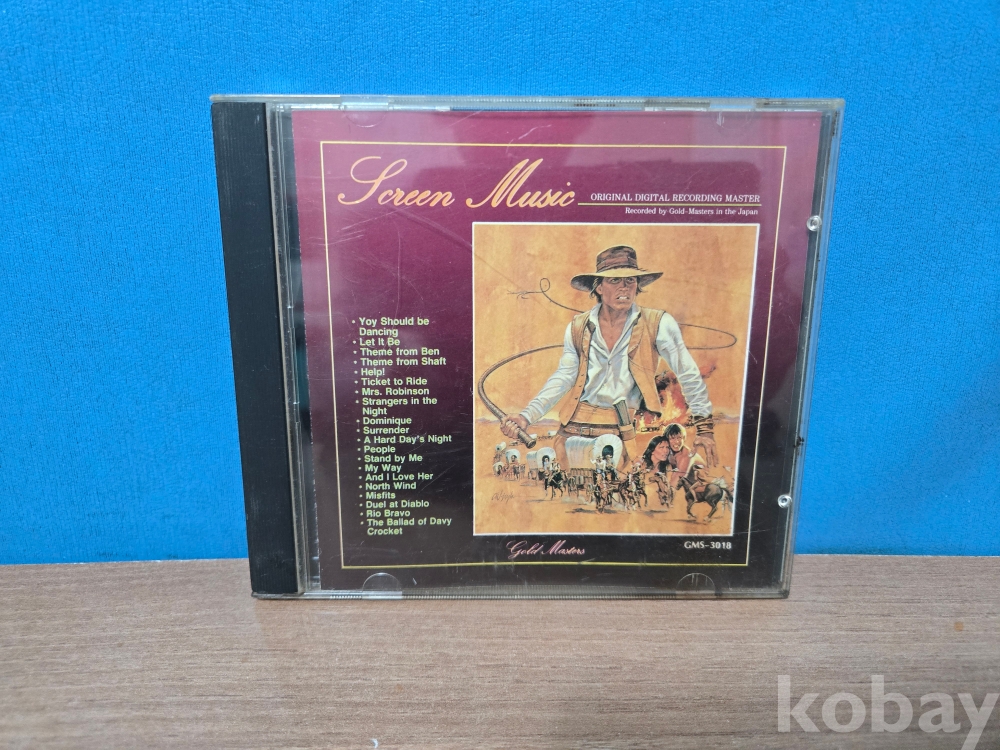 Screen Music
ORIGINAL DIGITAL RECORDING MASTER
Recorded by Gold-Masters in the Japan
• Yoy Should be
Dancing
• Let It Be
• Theme from Ben
• Theme from Shaft
• Help!
• Ticket to Ride
• Mrs. Robinson
• Strangers in the
Night
• Dominique
• Surrender
• A Hard Day's Night
• People
• Stand by Me
• My Way
• And I Love Her
• North Wind
• Misfits
• Duel at Diablo
• Rio Bravo
• The Ballad of Davy
Crocket
Gold Masters
GMS-3018
kobay